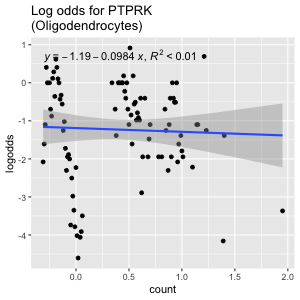 Log odds for PTPRK
(Oligodendrocytes)
y = − 1.19 − 0.0984 x, R² < 0.01
1
0
-1
-2
-3
-4
logodds
0.0 0.5 1.0 1.5 2.0
count